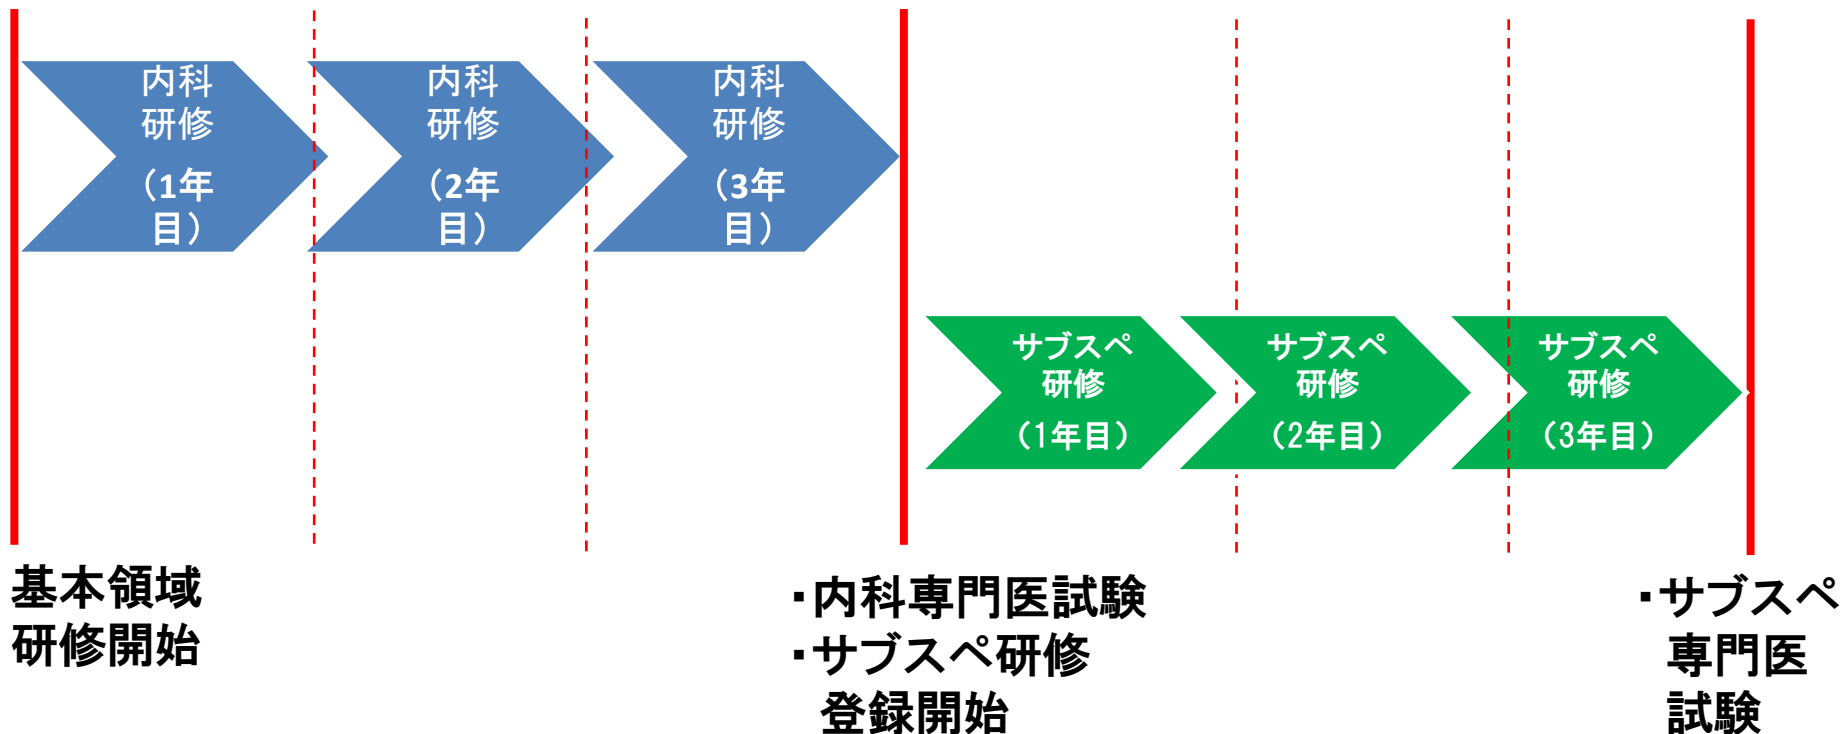 内科
研修
（1年
目）
内科
研修
（2年
目）
内科
研修
（3年
目）
サブスペ
研修
（1年目）
サブスペ
研修
（2年目）
サブスペ
研修
（3年目）
基本領域
研修開始
・内科専門医試験
・サブスペ研修
登録開始
・サブスペ
専門医
試験